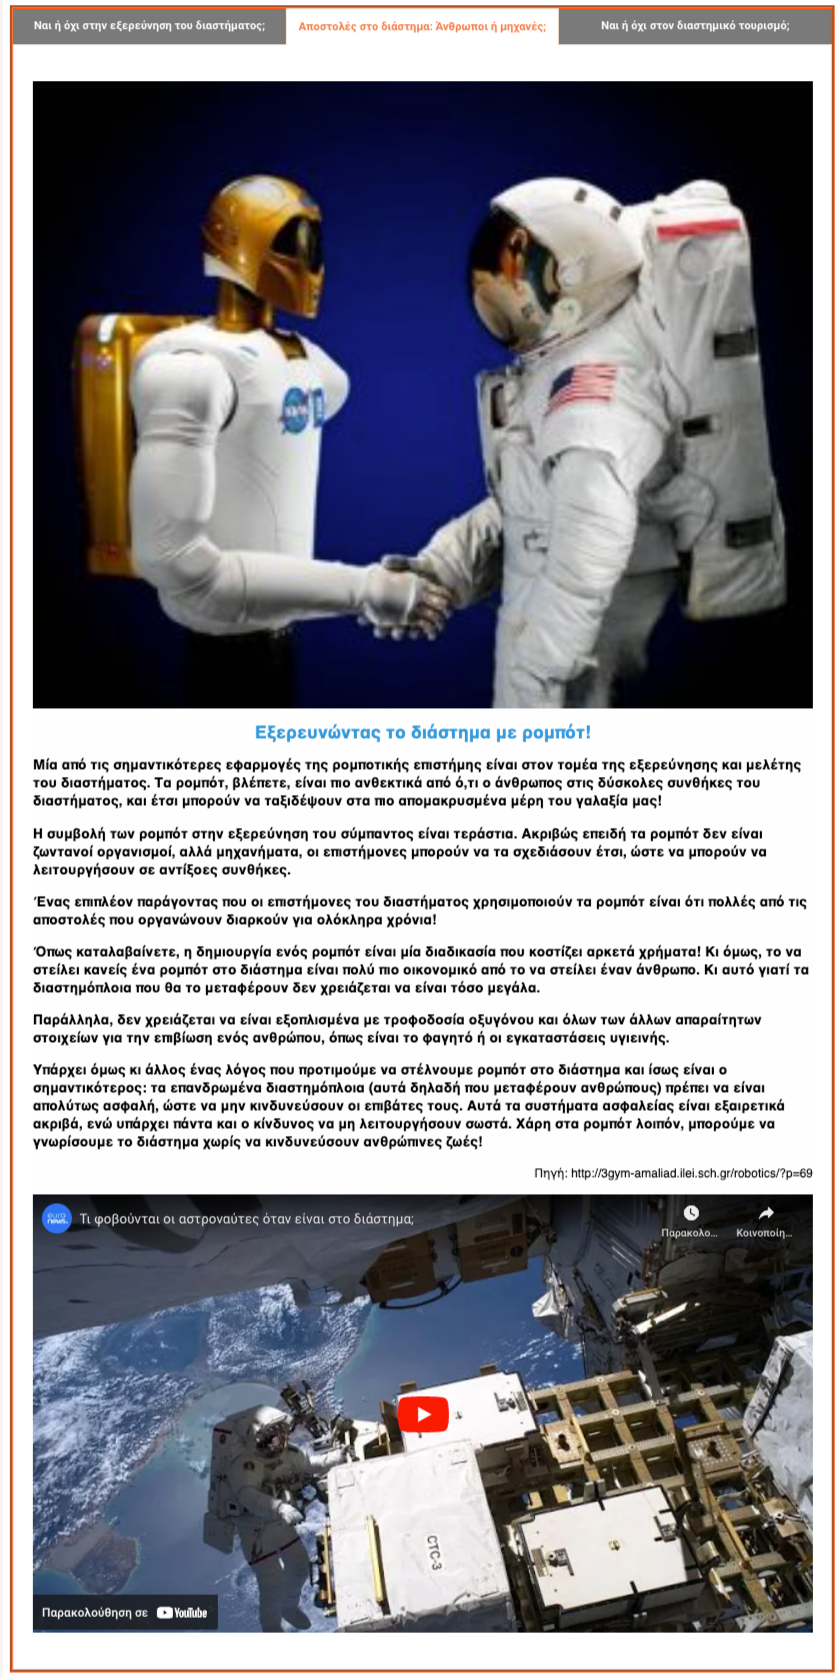 Ναι ή όχι στην εξερεύνηση του διαστήματος;
Αποστολές στο διάστημα: Άνθρωποι ή μηχανές;
Ναι ή όχι στον διαστημικό τουρισμό;
Εξερευνώντας το διάστημα με ρομπότ!
Μία από τις σημαντικότερες εφαρμογές της ρομποτικής επιστήμης είναι στον τομέα της εξερεύνησης και μελέτης
του διαστήματος. Τα ρομπότ, βλέπετε, είναι πιο ανθεκτικά από ό,τι ο άνθρωπος στις δύσκολες συνθήκες του
διαστήματος, και έτσι μπορούν να ταξιδέψουν στα πιο απομακρυσμένα μέρη του γαλαξία μας!
Η συμβολή των ρομπότ στην εξερεύνηση του σύμπαντος είναι τεράστια. Ακριβώς επειδή τα ρομπότ δεν είναι
ζωντανοί οργανισμοί, αλλά μηχανήματα, οι επιστήμονες μπορούν να τα σχεδιάσουν έτσι, ώστε να μπορούν να
λειτουργήσουν σε αντίξοες συνθήκες.
Ένας επιπλέον παράγοντας που οι επιστήμονες του διαστήματος χρησιμοποιούν τα ρομπότ είναι ότι πολλές από τις
αποστολές που οργανώνουν διαρκούν για ολόκληρα χρόνια!
Όπως καταλαβαίνετε, η δημιουργία ενός ρομπότ είναι μία διαδικασία που κοστίζει αρκετά χρήματα! Κι όμως, το να
στείλει κανείς ένα ρομπότ στο διάστημα είναι πολύ πιο οικονομικό από το να στείλει έναν άνθρωπο. Κι αυτό γιατί τα
διαστημόπλοια που θα το μεταφέρουν δεν χρειάζεται να είναι τόσο μεγάλα.
Παράλληλα, δεν χρειάζεται να είναι εξοπλισμένα με τροφοδοσία οξυγόνου και όλων των άλλων απαραίτητων
στοιχείων για την επιβίωση ενός ανθρώπου, όπως είναι το φαγητό ή οι εγκαταστάσεις υγιεινής.
Υπάρχει όμως κι άλλος ένας λόγος που προτιμούμε να στέλνουμε ρομπότ στο διάστημα και ίσως είναι ο
σημαντικότερος: τα επανδρωμένα διαστημόπλοια (αυτά δηλαδή που μεταφέρουν ανθρώπους) πρέπει να είναι
απολύτως ασφαλή, ώστε να μην κινδυνεύσουν οι επιβάτες τους. Αυτά τα συστήματα ασφαλείας είναι εξαιρετικά
ακριβά, ενώ υπάρχει πάντα και ο κίνδυνος να μη λειτουργήσουν σωστά. Χάρη στα ρομπότ λοιπόν, μπορούμε να
γνωρίσουμε το διάστημα χωρίς να κινδυνεύσουν ανθρώπινες ζωές!
Πηγή: http://3gym-amaliad.ilei.sch.gr/robotics/?p=69
euro
news.
Τι φοβούνται οι αστροναύτες όταν είναι στο διάστημα;
Παρακολο...
Κοινοποίη...
CTC-3
Παρακολούθηση σε YouTube